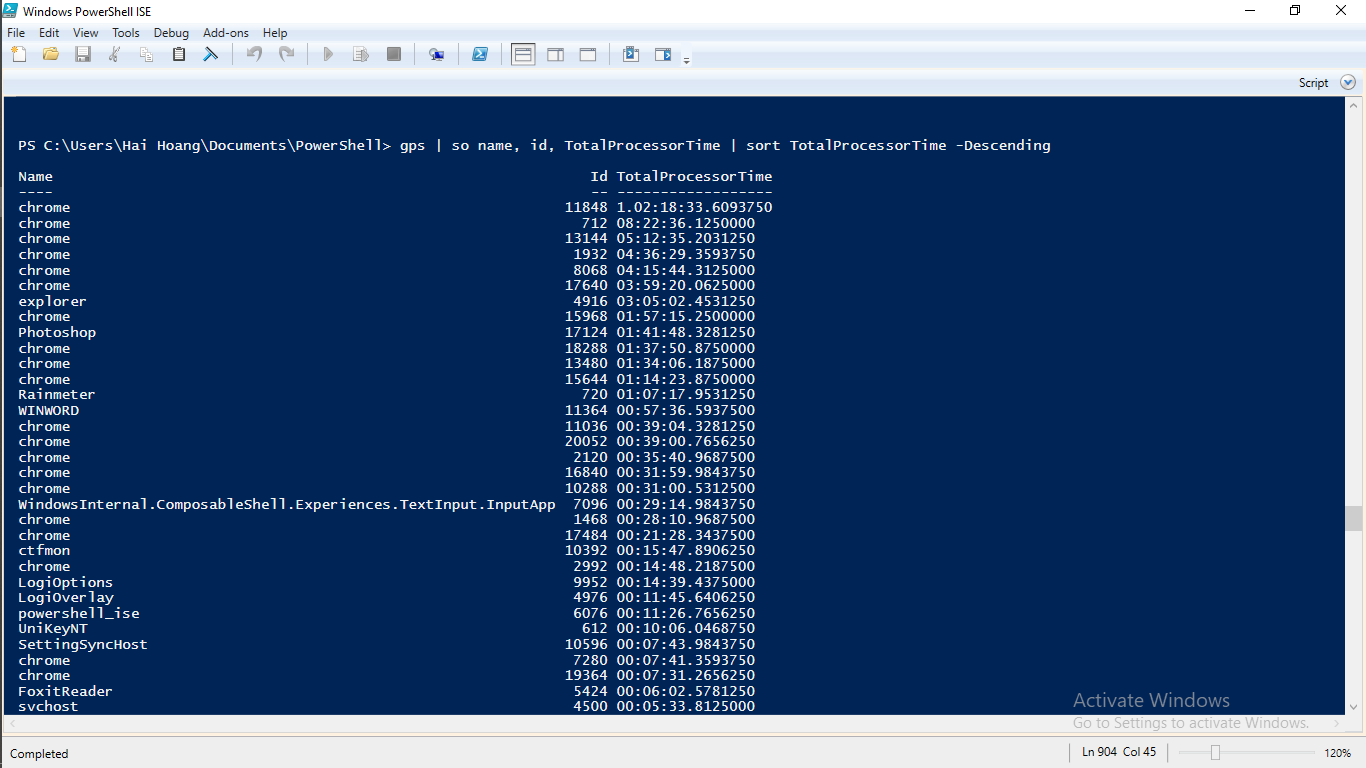 Windows PowerShell ISE
File Edit View Tools Debug Add-ons Help
Script
PS C:\Users\Hai Hoang\Documents\PowerShell> gps | so name, id, TotalProcessorTime | sort TotalProcessorTime -Descending
Name Id TotalProcessorTime
---- -- ------------------
chrome 11848 1.02:18:33.6093750
chrome 712 08:22:36.1250000
chrome 13144 05:12:35.2031250
chrome 1932 04:36:29.3593750
chrome 8068 04:15:44.3125000
chrome 17640 03:59:20.0625000
explorer 4916 03:05:02.4531250
chrome 15968 01:57:15.2500000
Photoshop 17124 01:41:48.3281250
chrome 18288 01:37:50.8750000
chrome 13480 01:34:06.1875000
chrome 15644 01:14:23.8750000
Rainmeter 720 01:07:17.9531250
WINWORD 11364 00:57:36.5937500
chrome 11036 00:39:04.3281250
chrome 20052 00:39:00.7656250
chrome 2120 00:35:40.9687500
chrome 16840 00:31:59.9843750
chrome 10288 00:31:00.5312500
WindowsInternal.ComposableShell.Experiences.TextInput.InputApp 7096 00:29:14.9843750
chrome 1468 00:28:10.9687500
chrome 17484 00:21:28.3437500
ctfmon 10392 00:15:47.8906250
chrome 2992 00:14:48.2187500
LogiOptions 9952 00:14:39.4375000
LogiOverlay 4976 00:11:45.6406250
powershell_ise 6076 00:11:26.7656250
UniKeyNT 612 00:10:06.0468750
SettingSyncHost 10596 00:07:43.9843750
chrome 7280 00:07:41.3593750
chrome 19364 00:07:31.2656250
FoxitReader 5424 00:06:02.5781250
svchost 4500 00:05:33.8125000
Activate Windows
Go to Settings to activate Windows.
Completed Ln 904 Col 45 120%